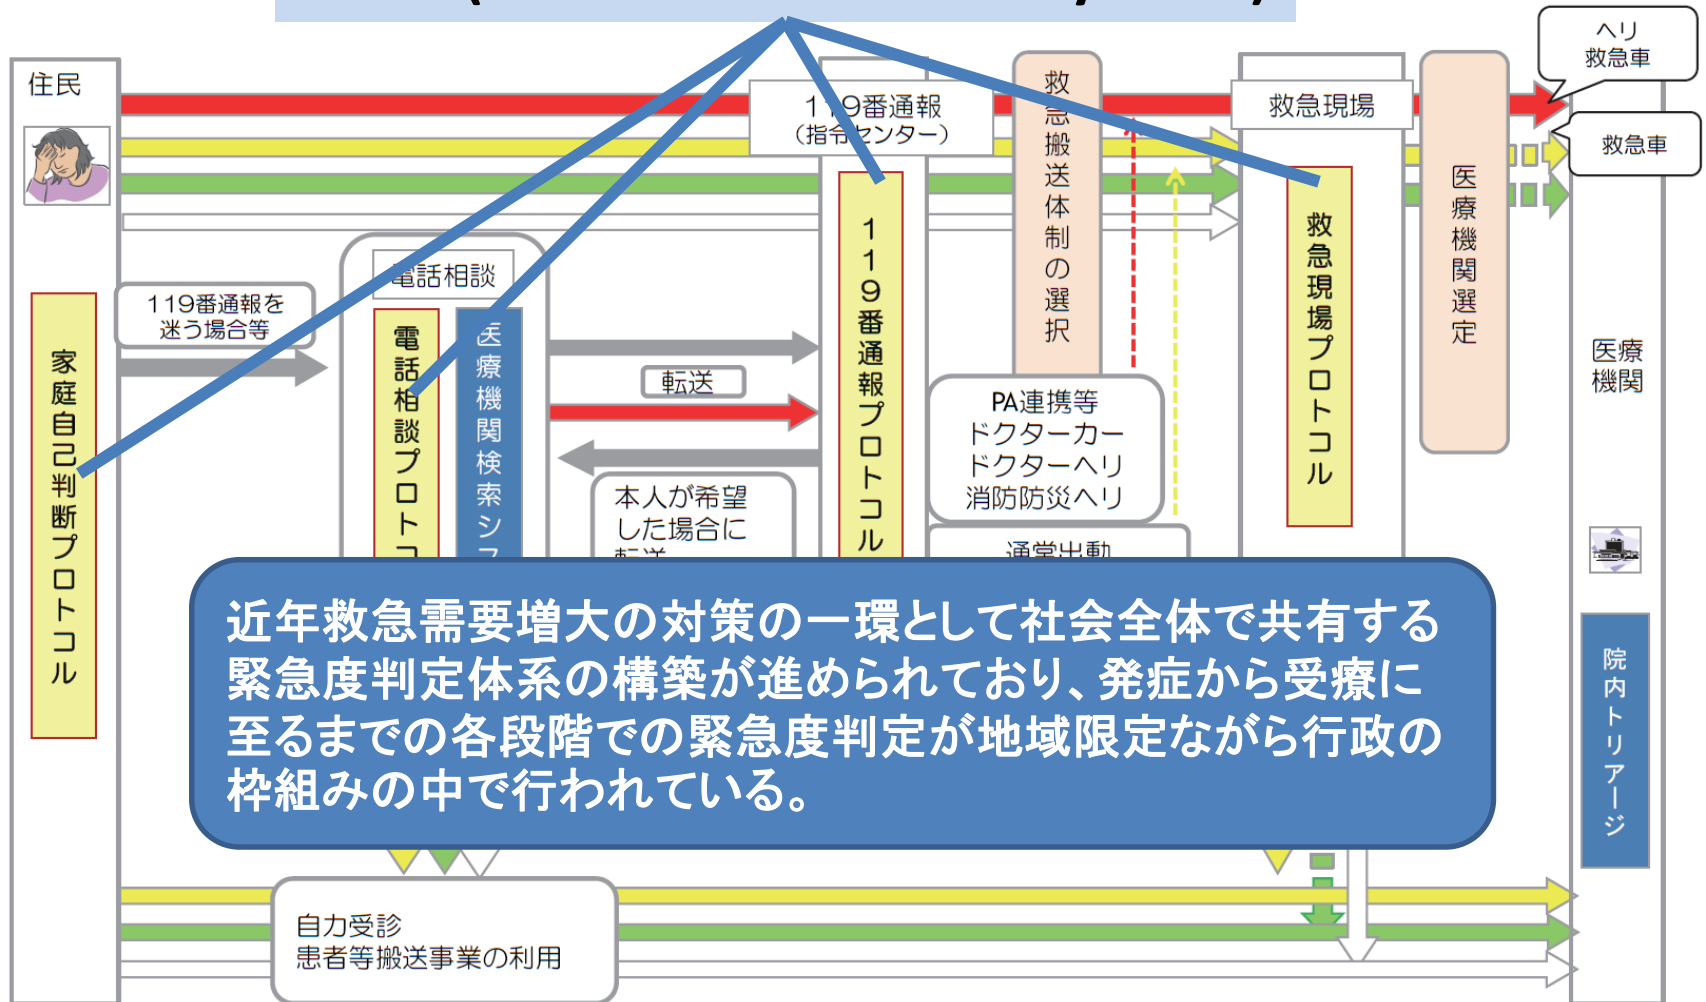 住民
119番通報
（指令センター）
救急搬送体制の選択
救急現場
医療機関選定
ヘリ
救急車
救急車
電話相談
119番通報を
迷う場合等
家庭自己判断プロトコル
電話相談プロトコ
医療機関検索シス
転送
本人が希望
した場合に
転送
119番通報プロトコル
PA連携等
ドクターカー
ドクターヘリ
消防防災ヘリ
通常出動
救急現場プロトコル
医療
機関
院内トリアージ
近年救急需要増大の対策の一環として社会全体で共有する
緊急度判定体系の構築が進められており、発症から受療に
至るまでの各段階での緊急度判定が地域限定ながら行政の
枠組みの中で行われている。
自力受診
患者等搬送事業の利用